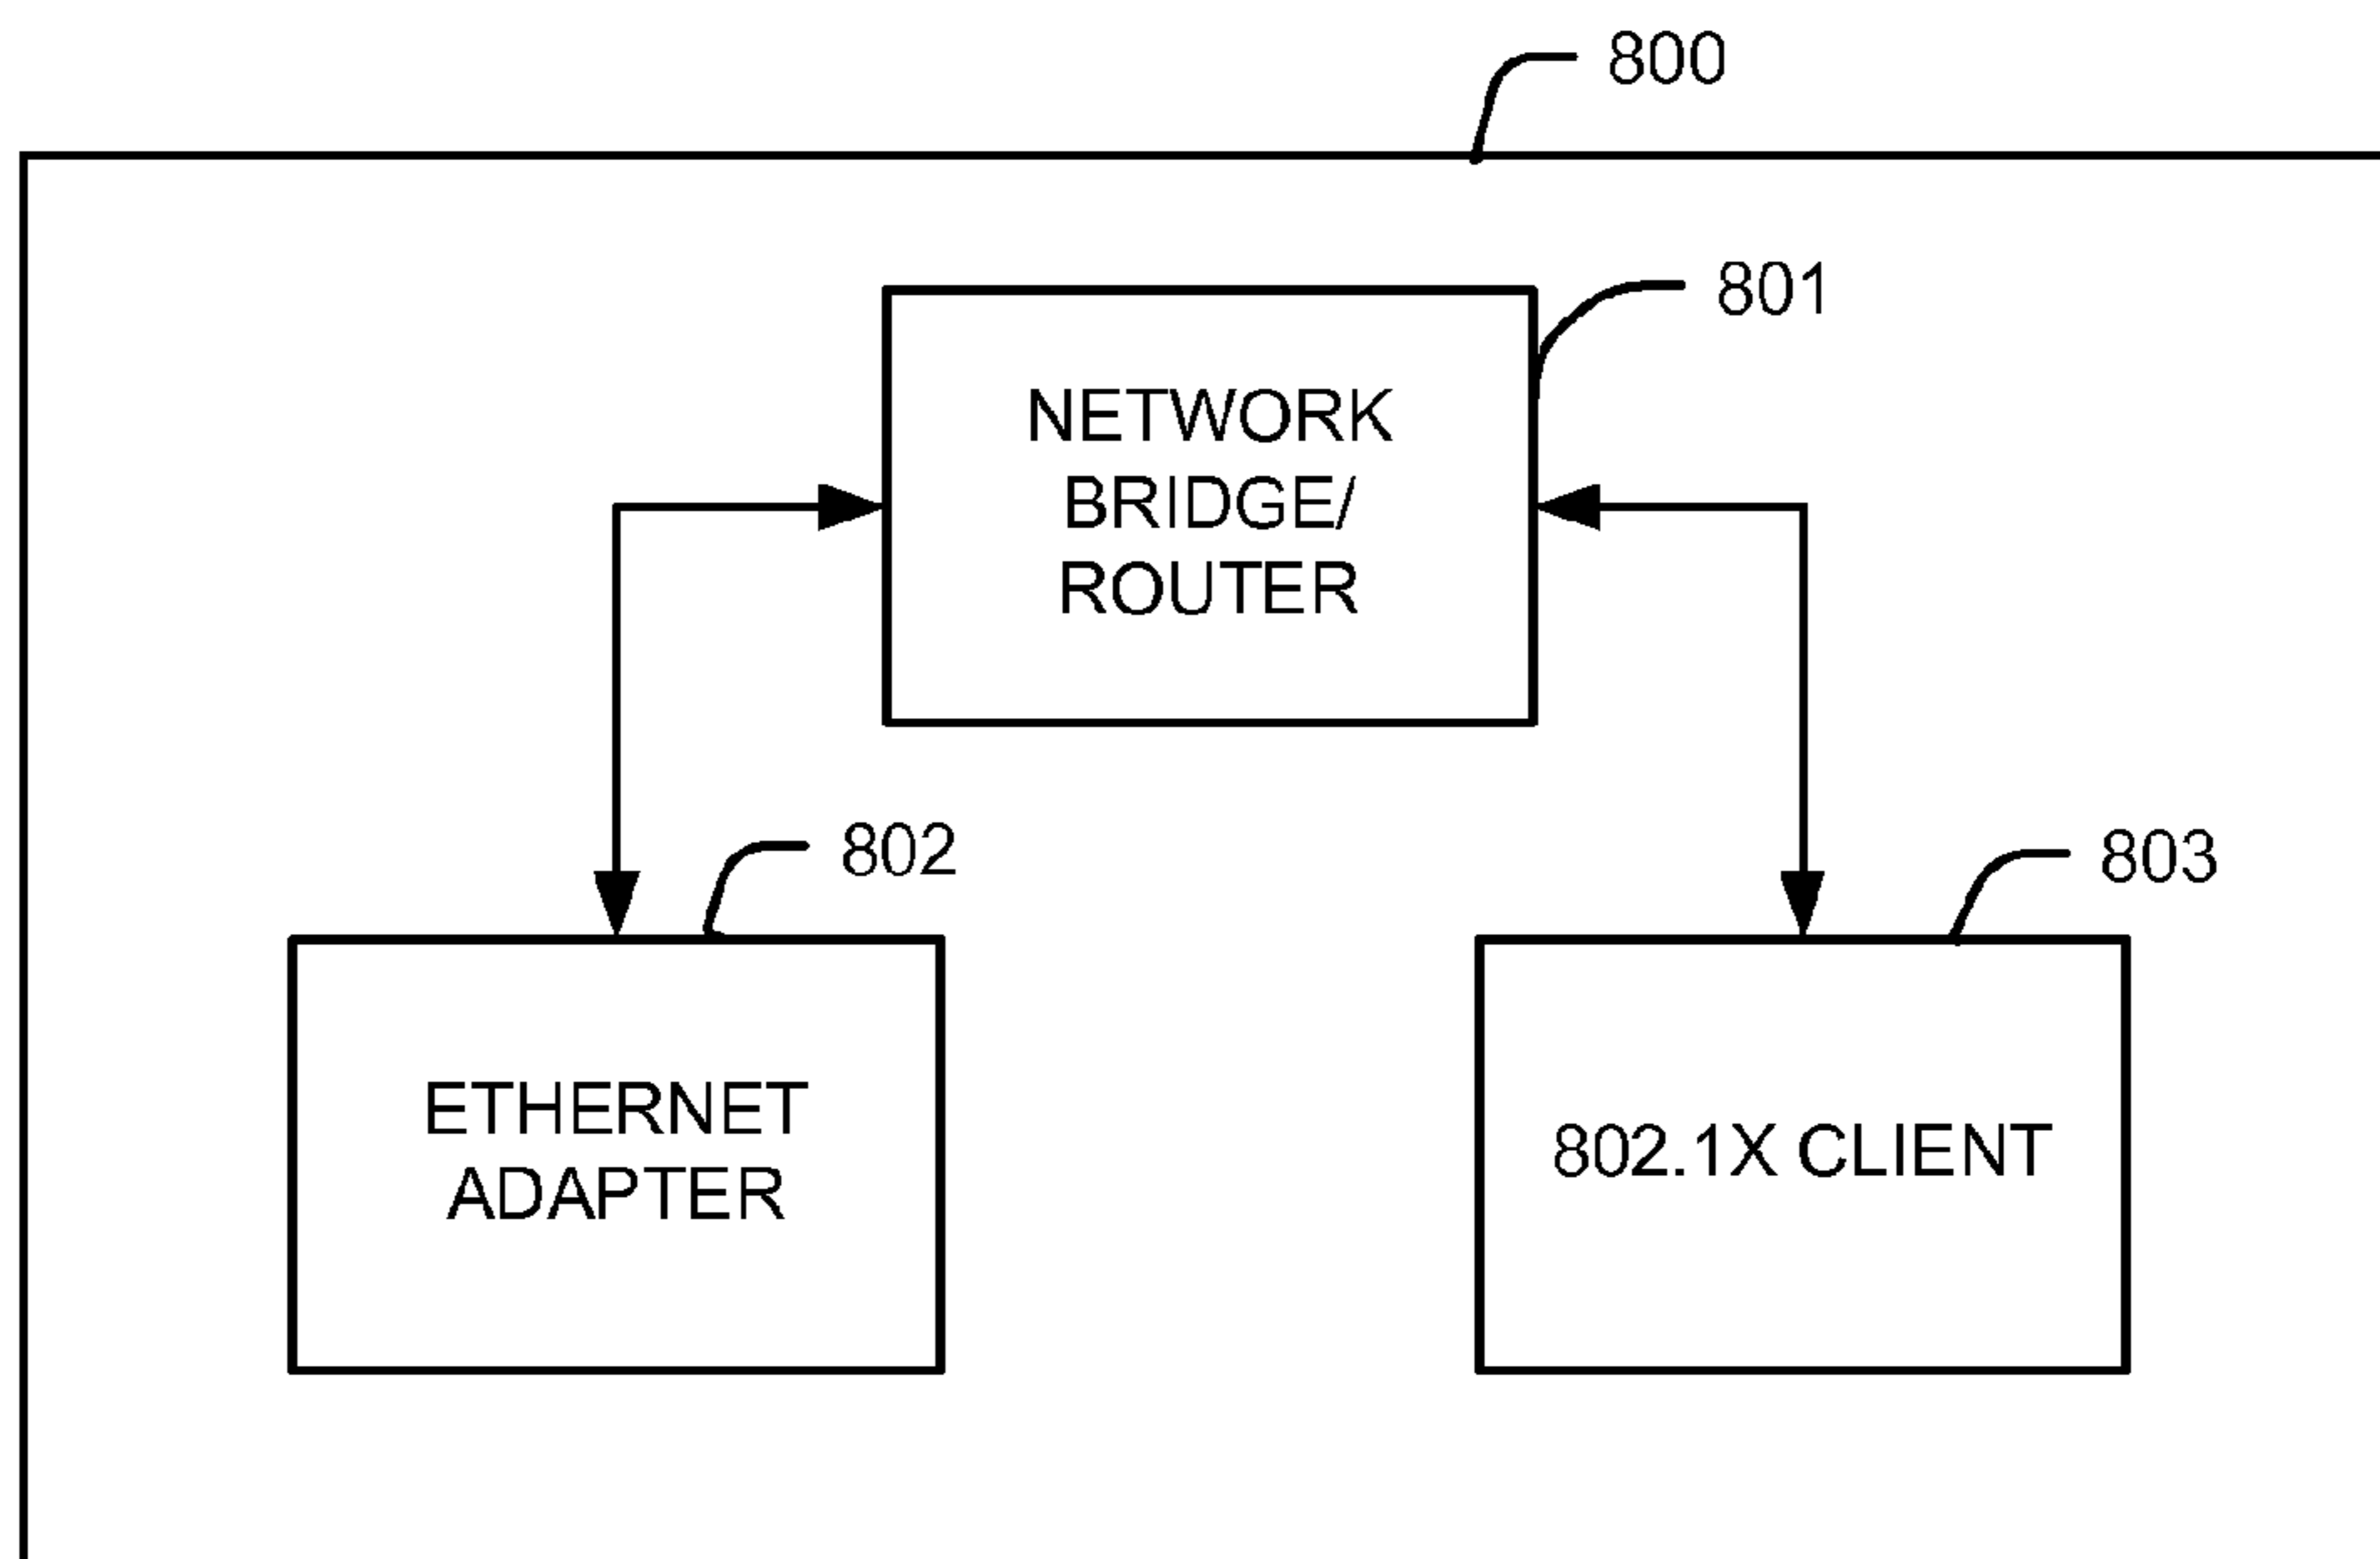 800
801
NETWORK
BRIDGE/
ROUTER
802
803
ETHERNET
ADAPTER
802.1X CLIENT